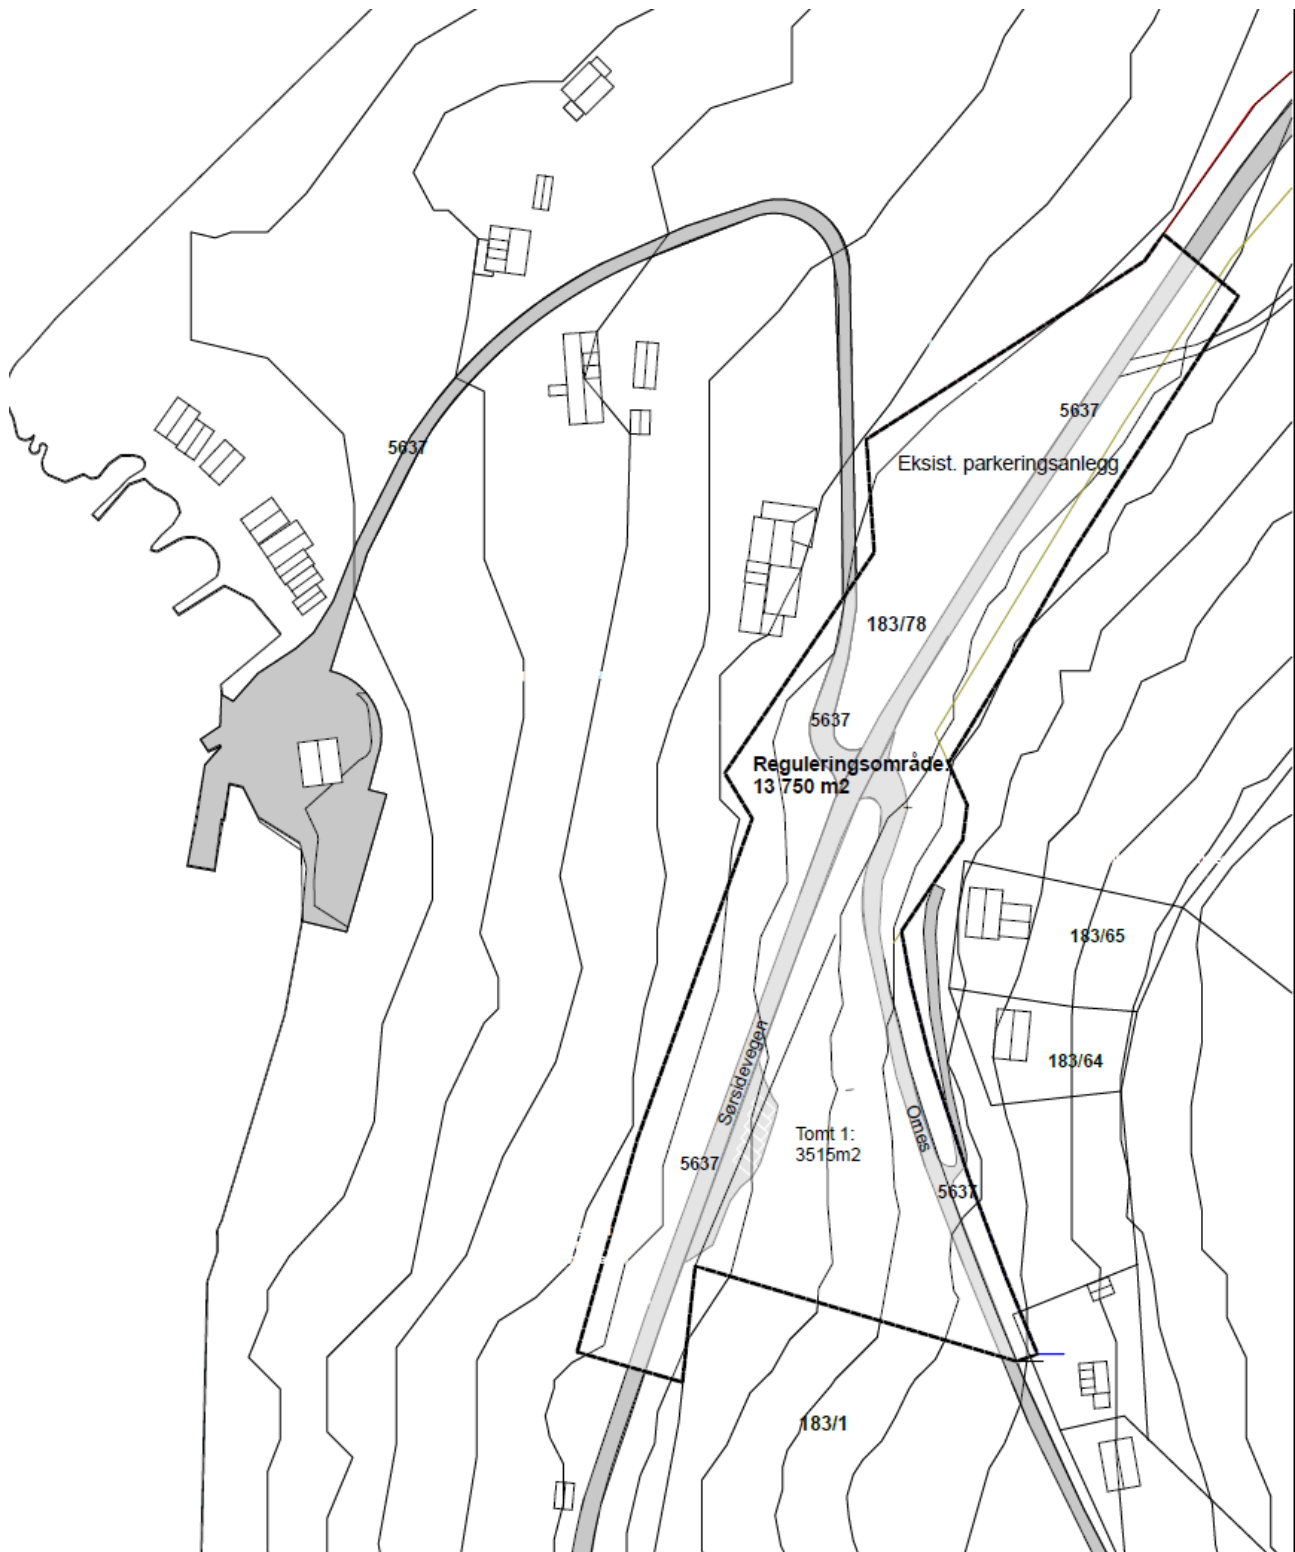 5637
5637
Eksist. parkeringsanlegg
183/78
5637
Reguleringsområde:
13 750 m2
183/65
183/64
Sørsidevegen
Ornes
Tomt 1:
3515m2
5637
5637
183/1